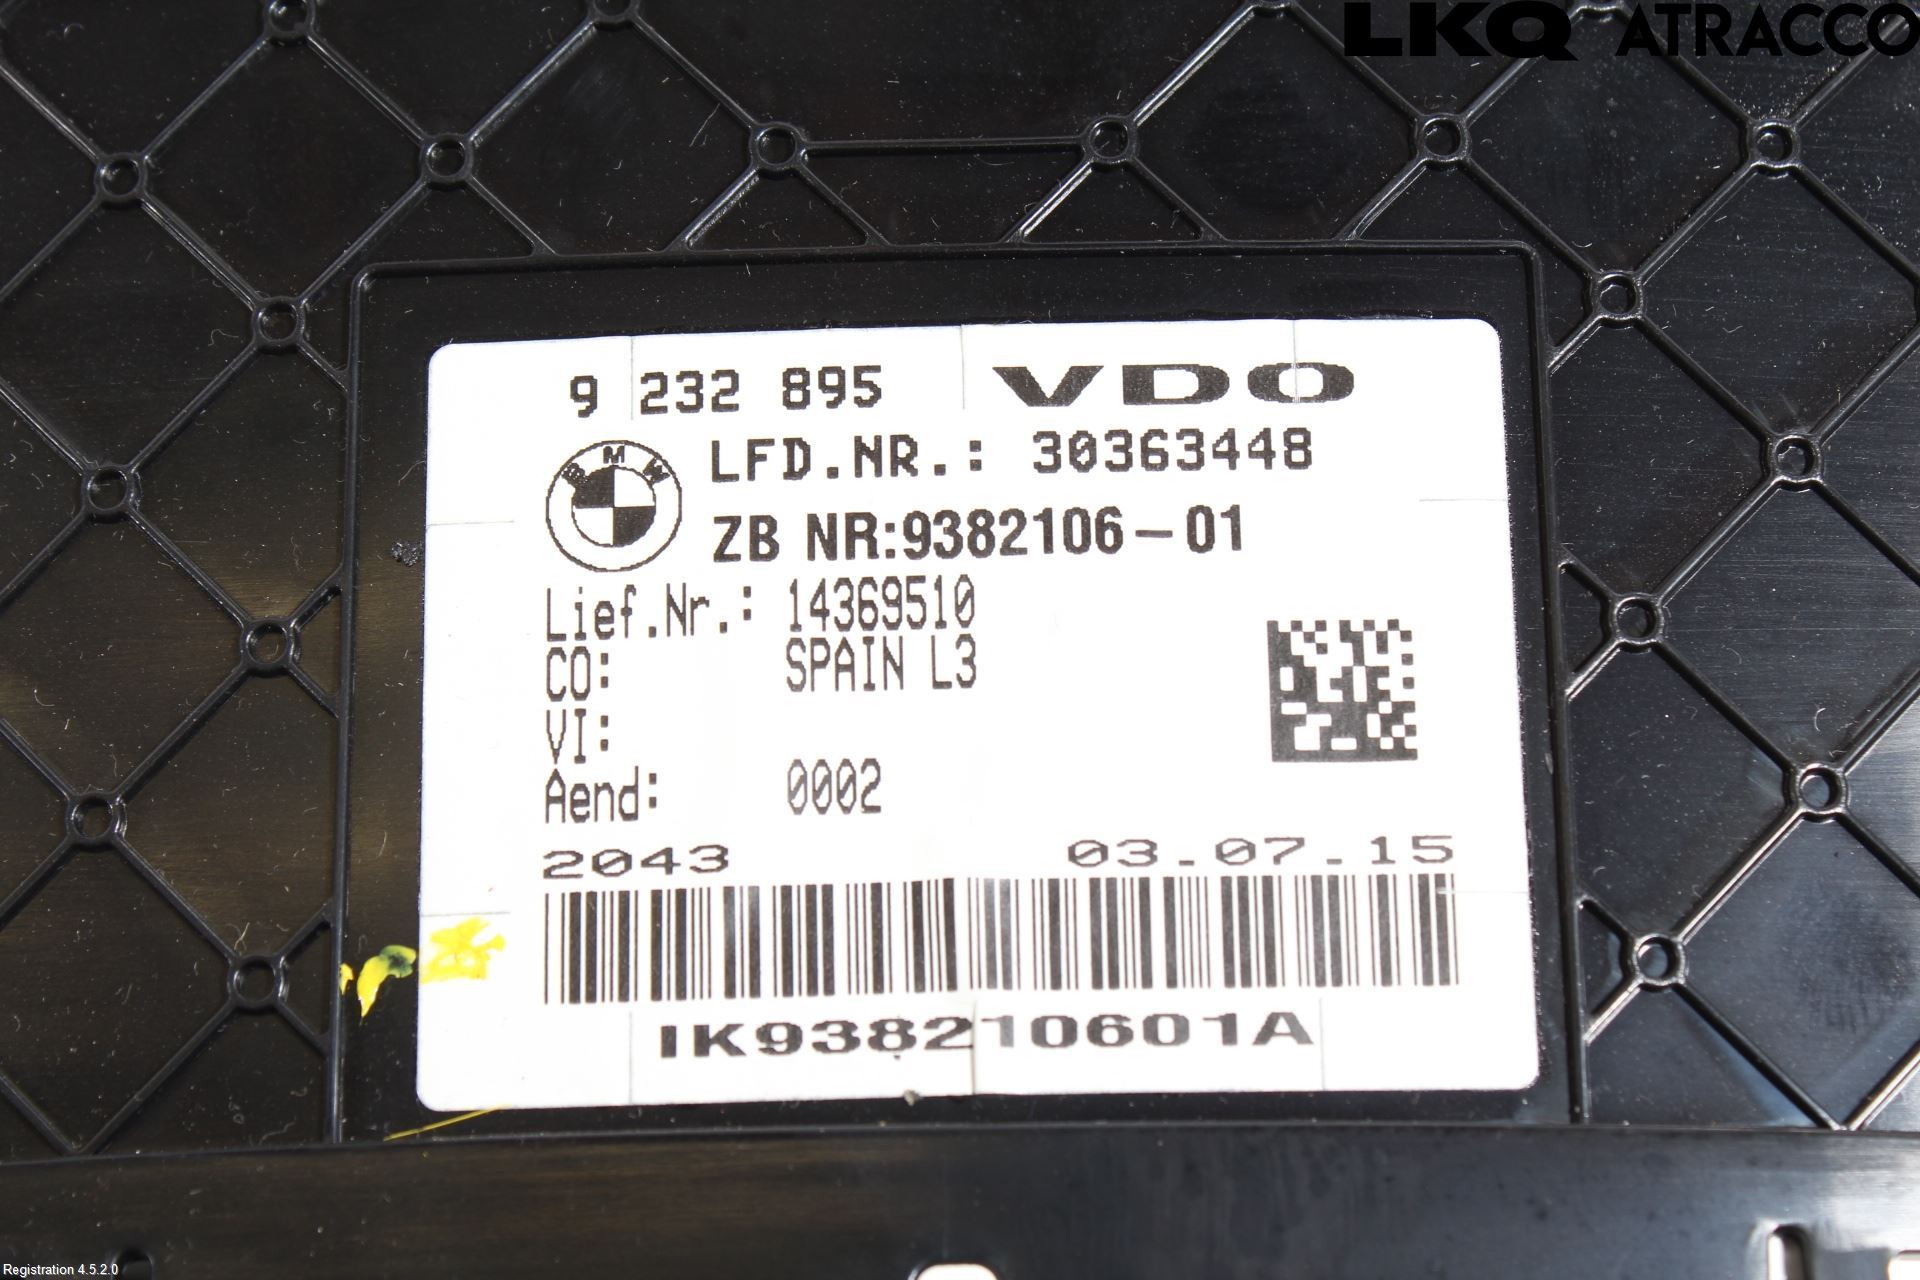 LKQ ATRACCO
9 232 895 VDO
BMW
LFD.NR.: 30363448
ZB NR:9382106-01
Lief.Nr.: 14369510
CO: SPAIN L3
VI:
Aend: 0002
2043 03.07.15
IK938210601A
Registration 4.5.2.0